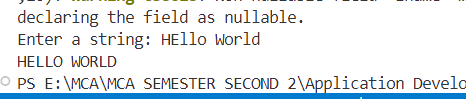 declaring the field as nullable.
Enter a string: HEllo World
HELLO WORLD
PS E:\MCA\MCA SEMESTER SECOND 2\Application Develo